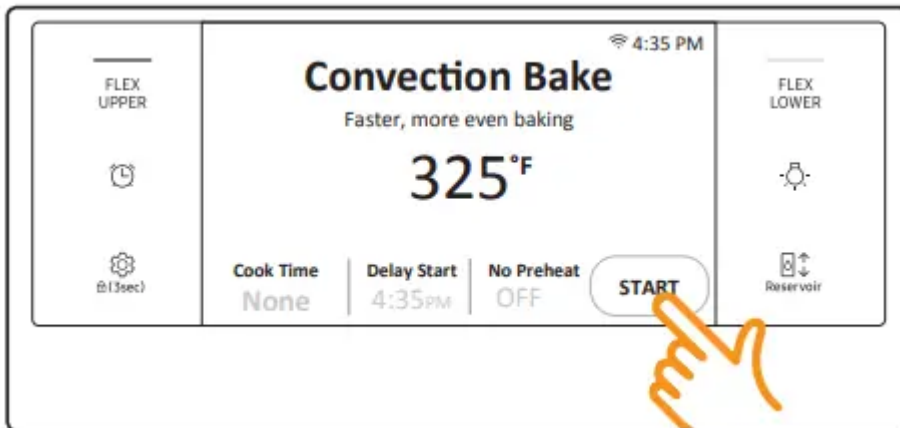 4:35 PM
FLEX
UPPER
Convection Bake
FLEX
LOWER
Faster, more even baking
325°F
(3sec)
Cook Time
None
Delay Start
4:35PM
No Preheat
OFF
START
Reservoir